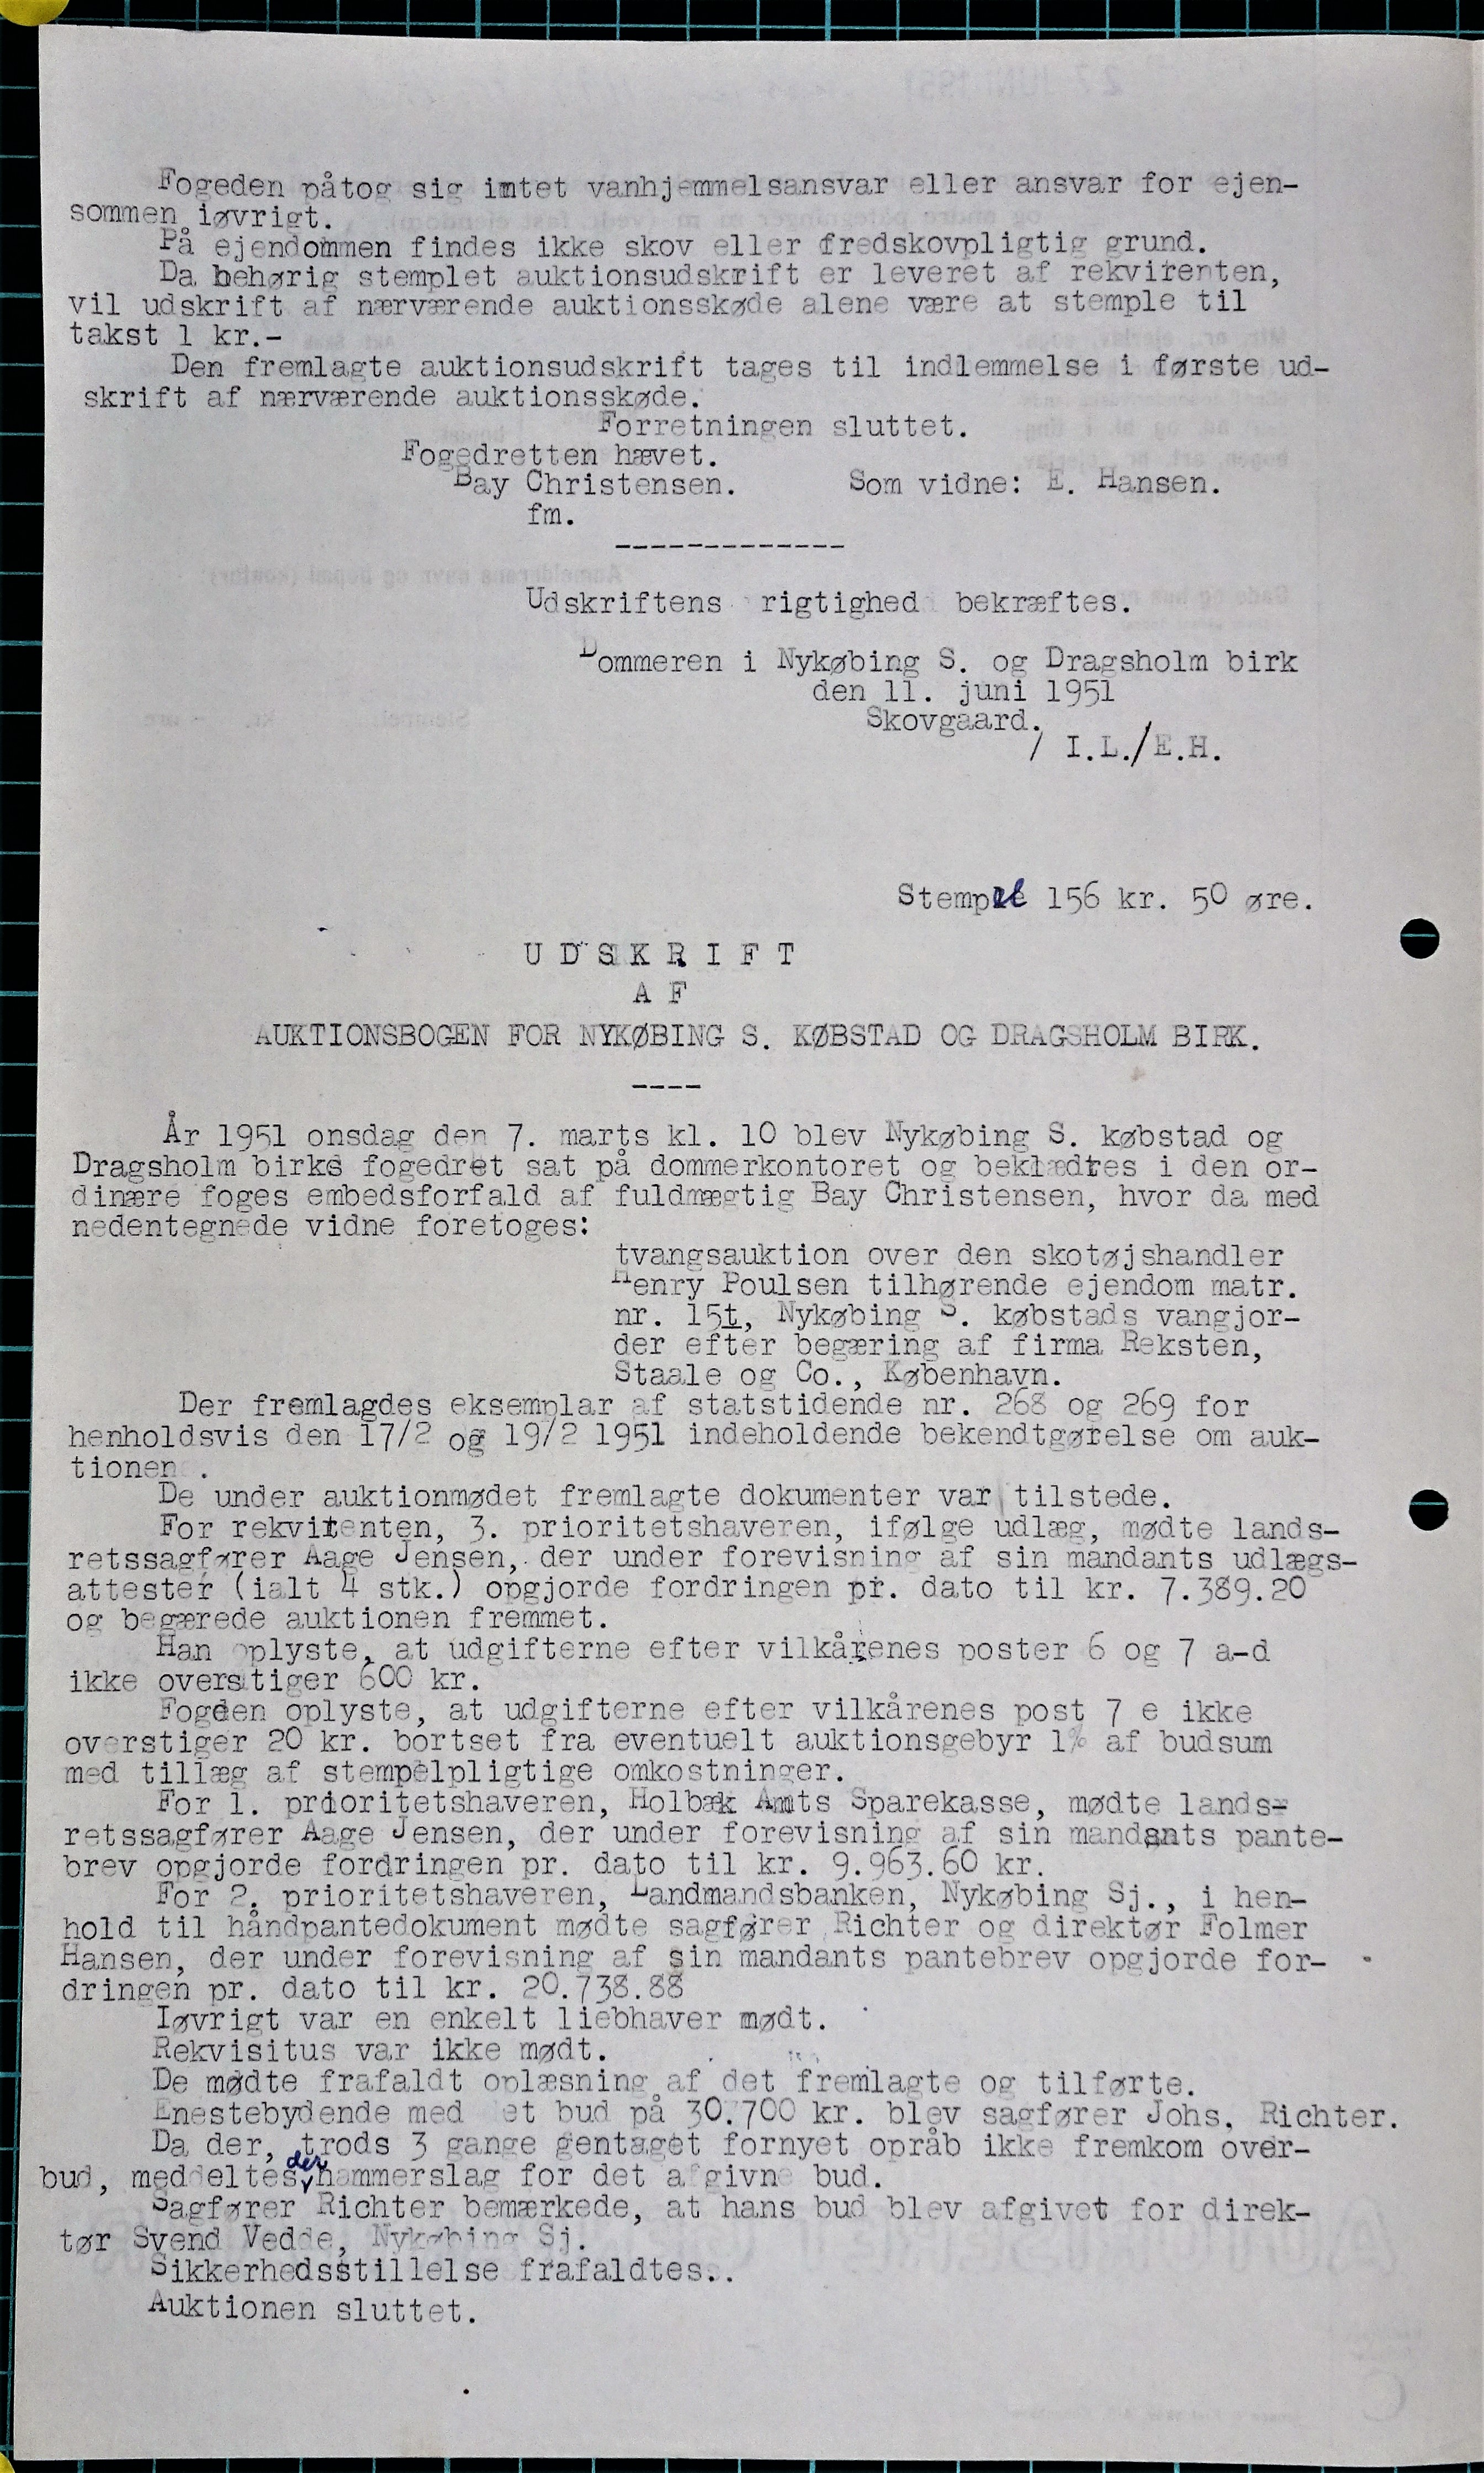 Fogeden påtog sig intet vanhjemmelsansvar eller ansvar for ejen-
sommen iøvrigt.
På ejendommen findes ikke skov eller fredskovpligtig grund.
Da behørig stemplet auktionsudskrift er leveret af rekvirenten,
vil udskrift af nærværende auktionsskøde alene være at stemple til
takst 1 kr.-
Den fremlagte auktionsudskrift tages til indlemmelse i første ud-
skrift af nærværende auktionsskøde.
Forretningen sluttet.
Fogedretten hævet.
Bay Christensen. Som vidne: E. Hansen.
fm.
-------------
Udskriftens rigtighed bekræftes.
Dommeren i Nykøbing S. og Dragsholm birk
den 11. juni 1951
Skovgaard.
/ I.L./E.H.
Stempel 156 kr. 50 øre.
U D S K R I F T
A F
AUKTIONSBOGEN FOR NYKØBING S. KØBSTAD OG DRAGSHOLM BIRK.
----
År 1951 onsdag den 7. marts kl. 10 blev Nykøbing S. købstad og
Dragsholm birks fogedret sat på dommerkontoret og beklædtes i den or-
dinære foges embedsforfald af fuldmægtig Bay Christensen, hvor da med
nedentegnede vidne foretoges:
tvangsauktion over den skotøjshandler
Henry Poulsen tilhørende ejendom matr.
nr. 15t, Nykøbing S. købstads vangjor-
der efter begæring af firma Reksten,
Staale og Co., København.
Der fremlagdes eksemplar af statstidende nr. 268 og 269 for
henholdsvis den 17/2 og 19/2 1951 indeholdende bekendtgørelse om auk-
tionen .
De under auktionmødet fremlagte dokumenter var tilstede.
For rekvirenten, 3. prioritetshaveren, ifølge udlæg, mødte lands-
retssagfører Aage Jensen, der under forevisning af sin mandants udlægs-
attester (ialt 4 stk.) opgjorde fordringen pr. dato til kr. 7.389.20
og begærede auktionen fremmet.
Han oplyste, at udgifterne efter vilkårenes poster 6 og 7 a-d
ikke overstiger 600 kr.
Fogden oplyste, at udgifterne efter vilkårenes post 7 e ikke
overstiger 20 kr. bortset fra eventuelt auktionsgebyr 1% af budsum
med tillæg af stempelpligtige omkostninger.
For 1. prioritetshaveren, Holbæk Amts Sparekasse, mødte lands-
retssagfører Aage Jensen, der under forevisning af sin mandants pante-
brev opgjorde fordringen pr. dato til kr. 9.963.60 kr.
For 2. prioritetshaveren, Landmandsbanken, Nykøbing Sj., i hen-
hold til håndpantedokument mødte sagfører Richter og direktør Folmer
Hansen, der under forevisning af sin mandants pantebrev opgjorde for-
dringen pr. dato til kr. 20.738.88
Iøvrigt var en enkelt liebhaver mødt.
Rekvisitus var ikke mødt.
De mødte frafaldt oplæsning af det fremlagte og tilførte.
Enestebydende med et bud på 30.700 kr. blev sagfører Johs. Richter.
Da der, trods 3 gange gentaget fornyet opråb ikke fremkom over-
bud, meddeltes der hammerslag for det afgivne bud.
Sagfører Richter bemærkede, at hans bud blev afgivet for direk-
tør Svend Vedde, Nykøbing Sj.
Sikkerhedsstillelse frafaldtes..
Auktionen sluttet.